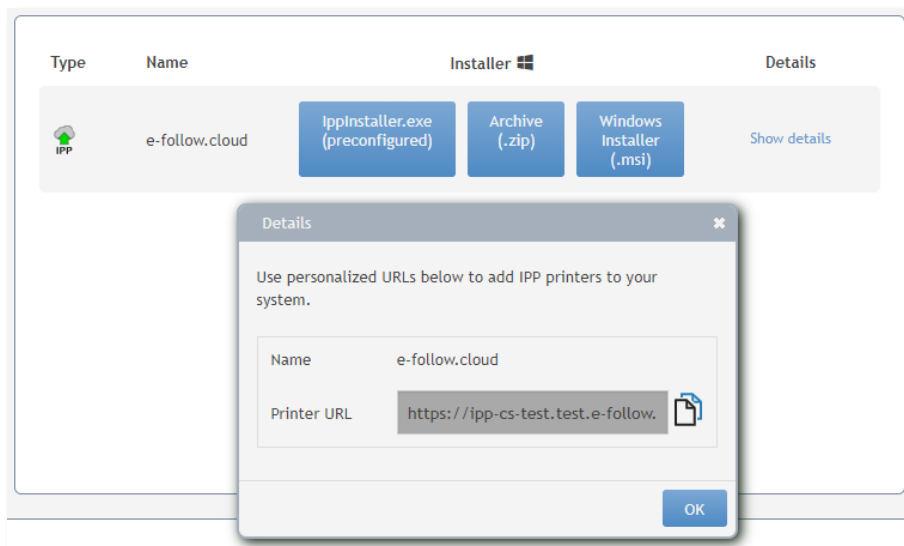 Type Name Installer Details
IPP
e-follow.cloud
IppInstaller.exe
(preconfigured)
Archive
(.zip)
Windows
Installer
(.msi)
Show details
Details
Use personalized URLs below to add IPP printers to your
system.
Name e-follow.cloud
Printer URL https://ipp-cs-test.test.e-follow.
OK